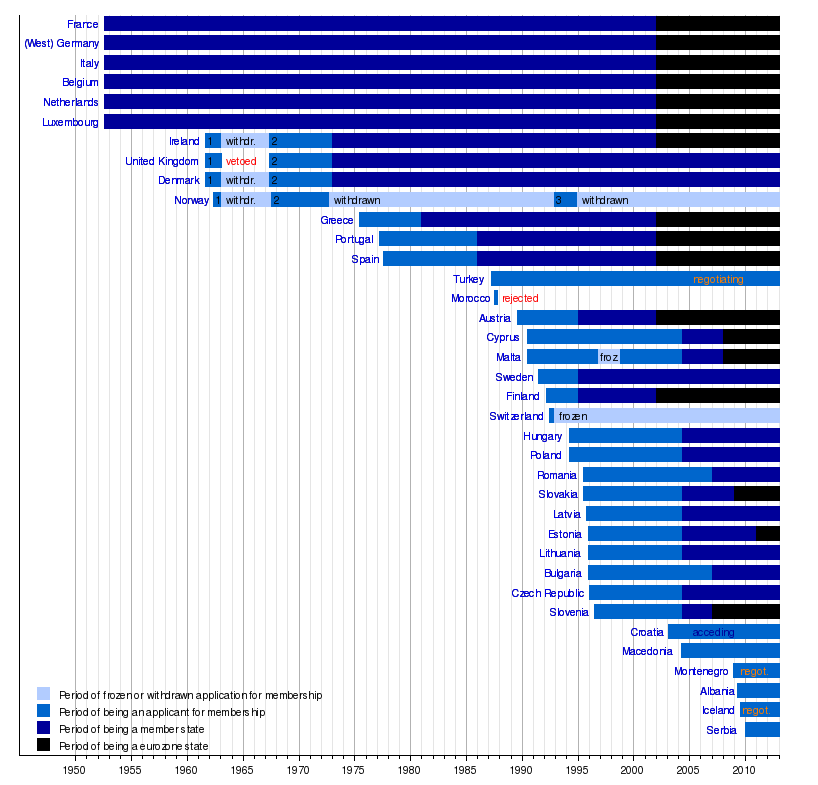 France
(West) Germany
Italy
Belgium
Netherlands
Luxembourg
Ireland 1 withdr. 2
United Kingdom 1 vetoed 2
Denmark 1 withdr. 2
Norway 1 withdr. 2 withdrawn 3 withdrawn
Greece
Portugal
Spain
Turkey negotiating
Morocco rejected
Austria
Cyprus
Malta froz
Sweden
Finland
Switzerland frozen
Hungary
Poland
Romania
Slovakia
Latvia
Estonia
Lithuania
Bulgaria
Czech Republic
Slovenia
Croatia acceding
Macedonia
Montenegro negot.
Albania
Iceland negot.
Serbia
Period of frozen or withdrawn application for membership
Period of being an applicant for membership
Period of being a member state
Period of being a eurozone state
1950 1955 1960 1965 1970 1975 1980 1985 1990 1995 2000 2005 2010